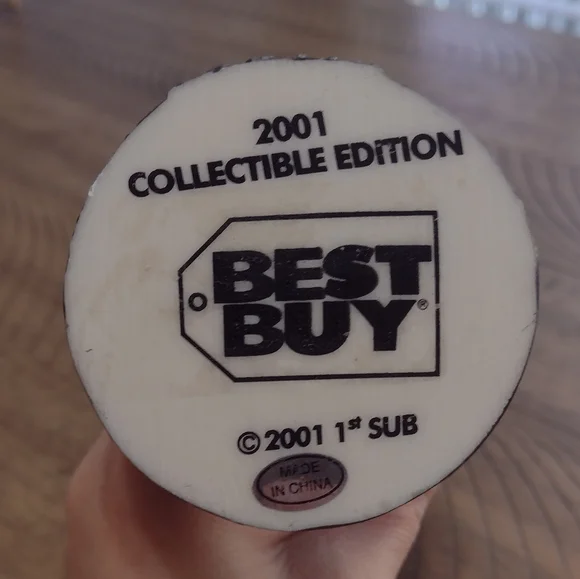 2001
COLLECTIBLE EDITION
BEST
BUY®
©2001 1st SUB
MADE
IN CHINA